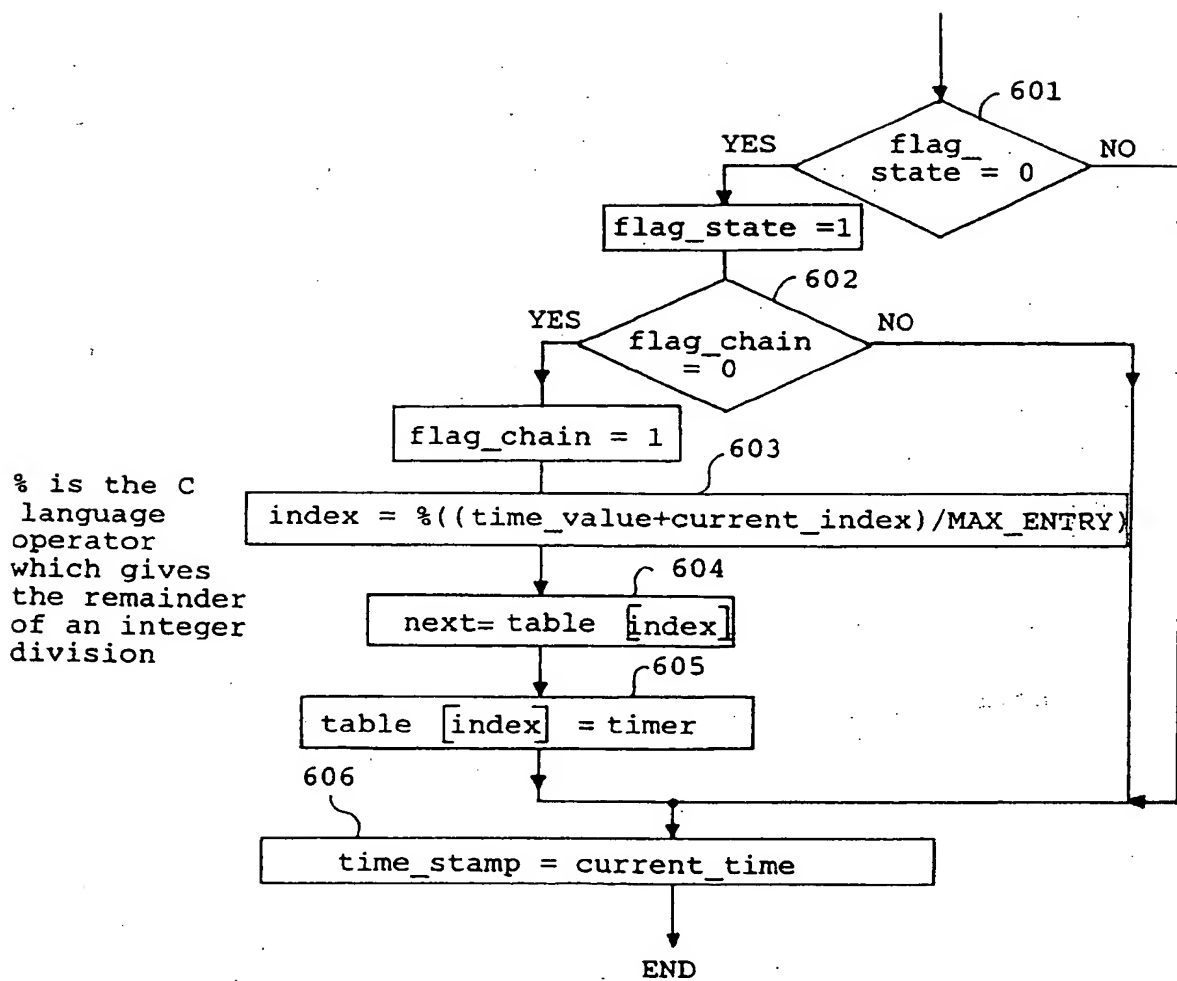 601
YES
flag_
state = 0
NO
flag_state =1
602
YES
flag_chain
= 0
NO
flag_chain = 1
603
% is the C
language
operator
which gives
the remainder
of an integer
division
index = %((time_value+current_index)/MAX_ENTRY)
604
next= table [index]
605
table [index] = timer
606
time_stamp = current_time
END